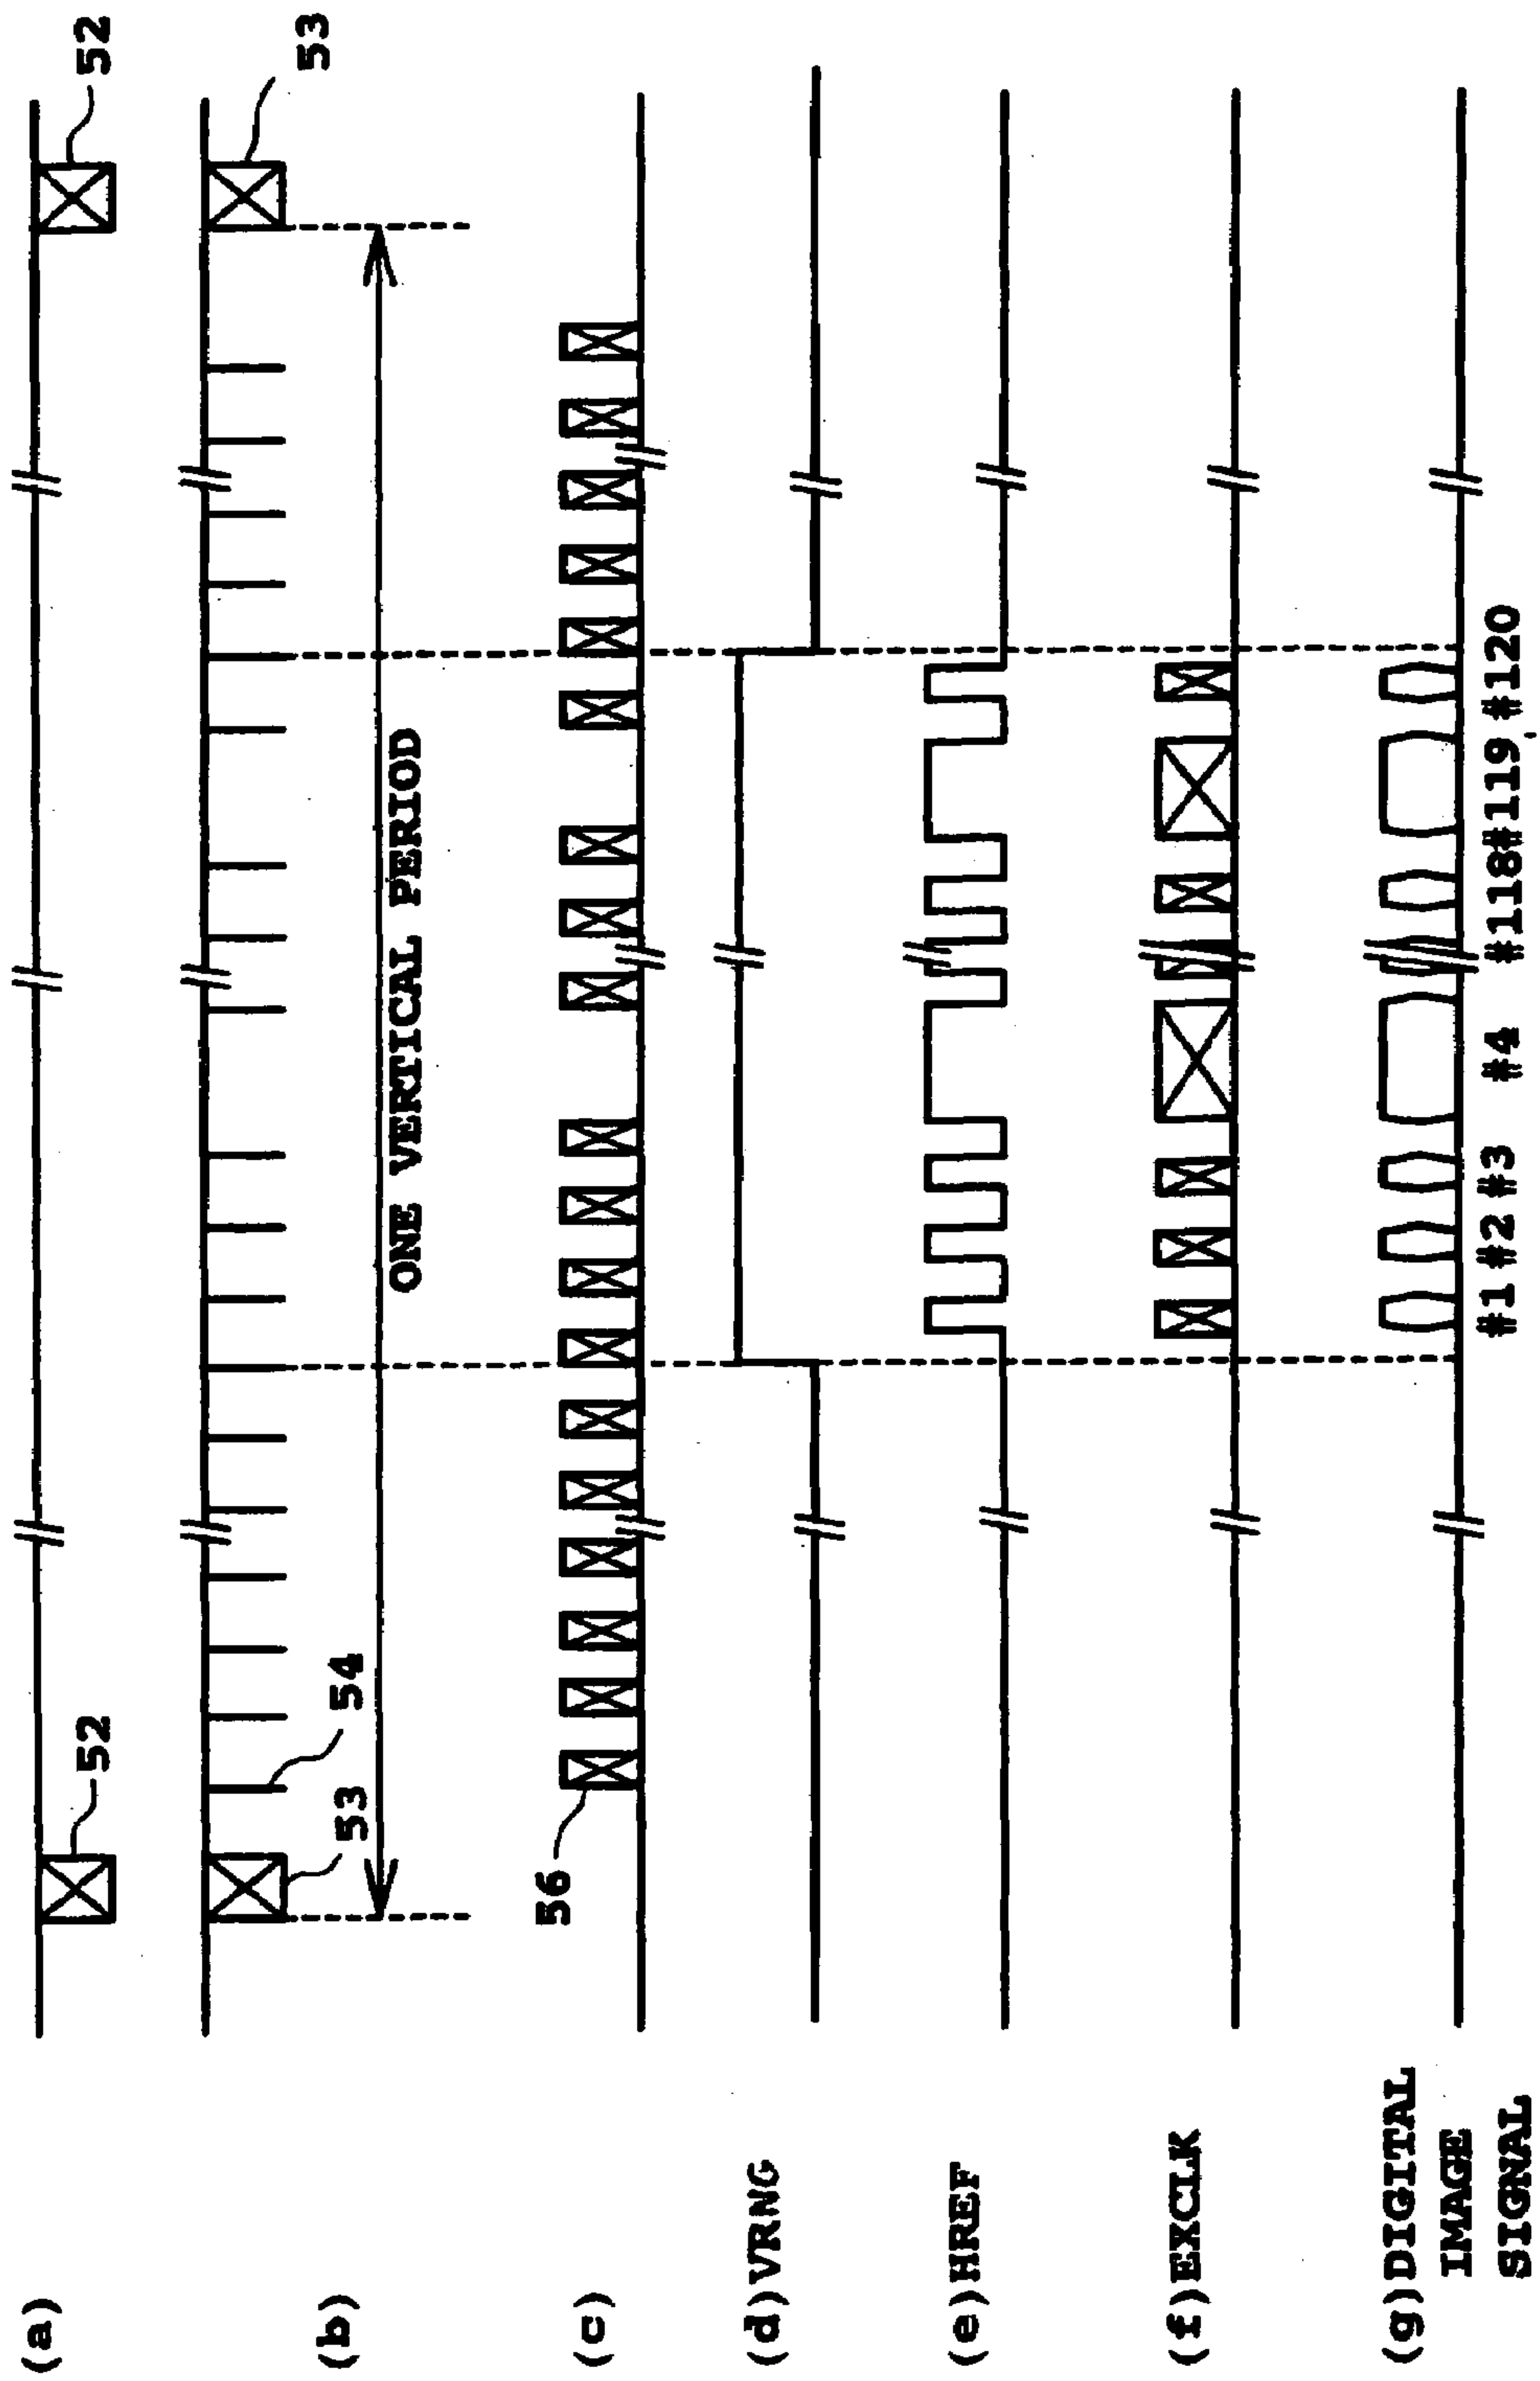 (a)
52
52
(b)
53
54
53
ONE VERTICAL PERIOD
(c)
56
(d)VRNG
(e)HREF
(f)EXCLK
(g)DIGITAL
IMAGE
SIGNAL
#1 #2 #3 #4 #118#119 #120